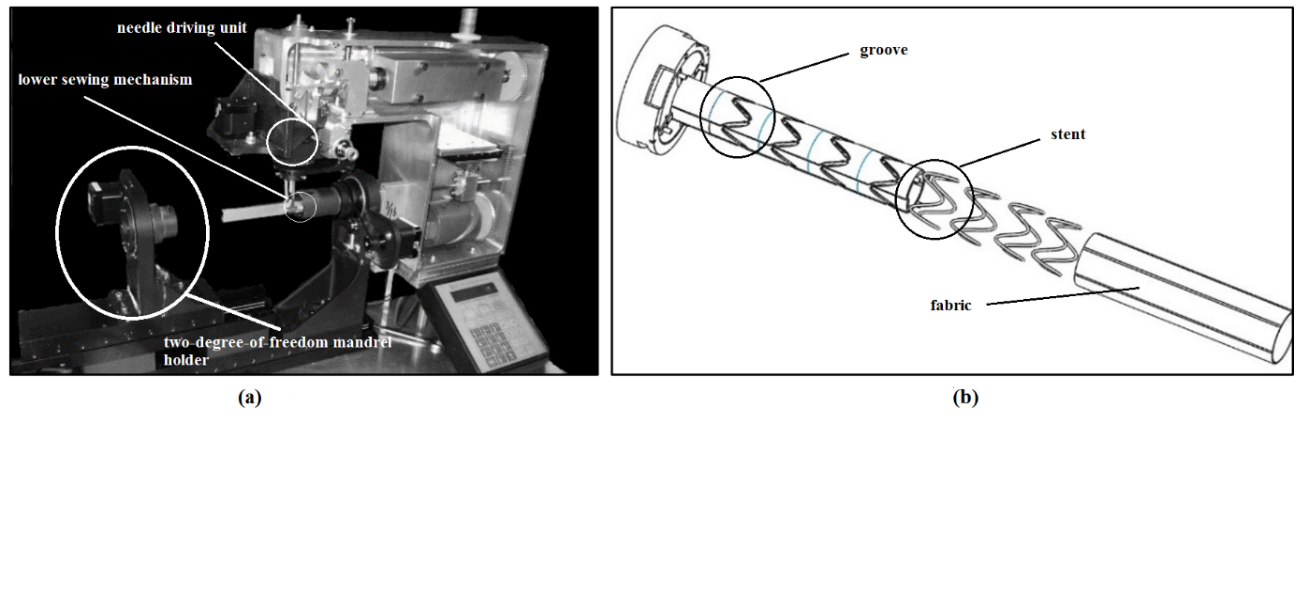 needle driving unit
lower sewing mechanism
two-degree-of-freedom mandrel
holder
(a)
groove
stent
fabric
(b)